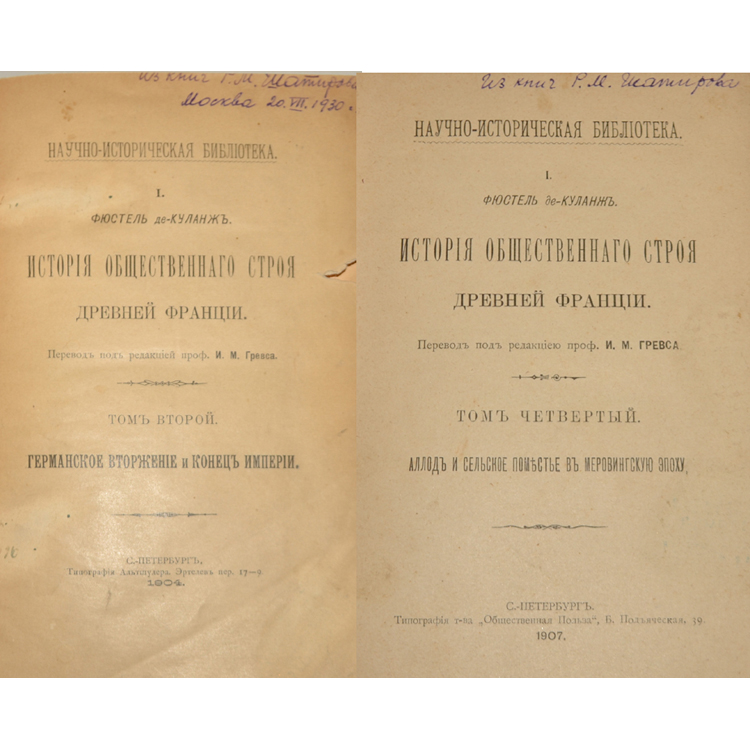 Из книг Р. М. Шатирова
Москва 20.VII.1930.
НАУЧНО-ИСТОРИЧЕСКАЯ БИБЛІОТЕКА.
I.
ФЮСТЕЛЬ де-КУЛАНЖЪ.
ИСТОРІЯ ОБЩЕСТВЕННАГО СТРОЯ
ДРЕВНЕЙ ФРАНЦІИ.
Переводъ подъ редакціей проф. И. М. Гревса.
ТОМЪ ВТОРОЙ.
ГЕРМАНСКОЕ ВТОРЖЕНІЕ и КОНЕЦЪ ИМПЕРІИ.
С.-ПЕТЕРБУРГЪ.
Типографія Альтшулера. Эртелевъ пер. 17—9
1904.
Из книг Р. М. Шатирова
НАУЧНО-ИСТОРИЧЕСКАЯ БИБЛІОТЕКА.
I.
ФЮСТЕЛЬ де-КУЛАНЖЪ.
ИСТОРІЯ ОБЩЕСТВЕННАГО СТРОЯ
ДРЕВНЕЙ ФРАНЦІИ.
Переводъ подъ редакціею проф. И. М. ГРЕВСА.
ТОМЪ ЧЕТВЕРТЫЙ.
АЛЛОДЪ И СЕЛЬСКОЕ ПОМѢСТЬЕ ВЪ МЕРОВИНГСКУЮ ЭПОХУ.
С.-ПЕТЕРБУРГЪ.
Типографія т-ва „Общественная Польза", Б. Подьяческая, 39.
1907.